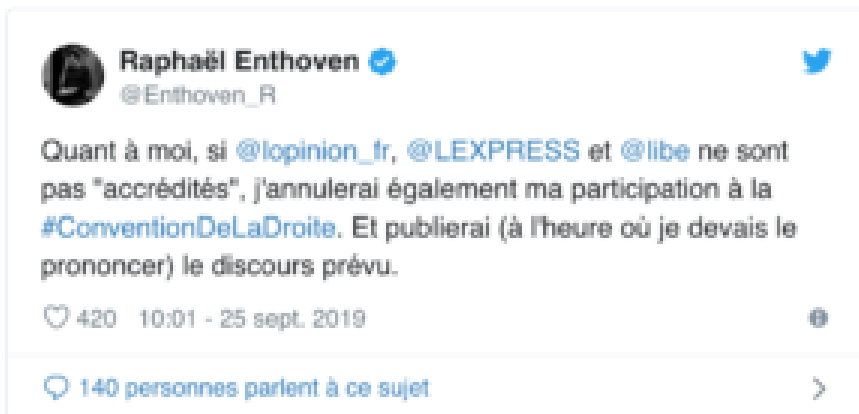 Raphaël Enthoven
@Enthoven_R
Quant à moi, si @lopinion_fr, @LEXPRESS et @libe ne sont
pas "accrédités", j'annulerai également ma participation à la
#ConventionDeLaDroite. Et publierai (à l'heure où je devais le
prononcer) le discours prévu.
420 10:01 - 25 sept. 2019
140 personnes parlent à ce sujet